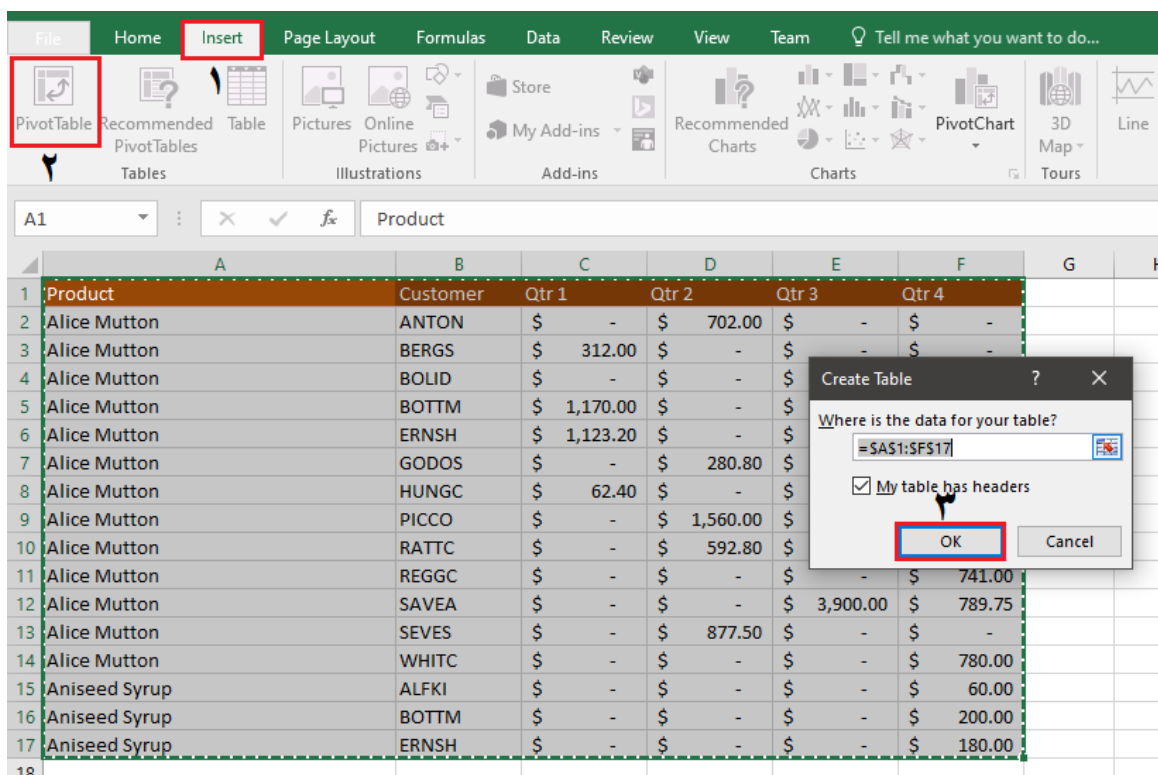 File Home Insert Page Layout Formulas Data Review View Team Tell me what you want to do...
PivotTable Recommended PivotTables Table Pictures Online Pictures Store My Add-ins Recommended Charts PivotChart 3D Map Line
۱
۲
Tables Illustrations Add-ins Charts Tours
A1 fx Product
A B C D E F G H
1 Product Customer Qtr 1 Qtr 2 Qtr 3 Qtr 4
2 Alice Mutton ANTON $ - $ 702.00 $ - $ -
3 Alice Mutton BERGS $ 312.00 $ - $ - $ -
4 Alice Mutton BOLID $ - $ - $
5 Alice Mutton BOTTM $ 1,170.00 $ - $
6 Alice Mutton ERNSH $ 1,123.20 $ - $
7 Alice Mutton GODOS $ - $ 280.80 $
8 Alice Mutton HUNGC $ 62.40 $ - $
9 Alice Mutton PICCO $ - $ 1,560.00 $
10 Alice Mutton RATTC $ - $ 592.80 $
11 Alice Mutton REGGC $ - $ - $ - $ 741.00
12 Alice Mutton SAVEA $ - $ - $ 3,900.00 $ 789.75
13 Alice Mutton SEVES $ - $ 877.50 $ - $ -
14 Alice Mutton WHITC $ - $ - $ - $ 780.00
15 Aniseed Syrup ALFKI $ - $ - $ - $ 60.00
16 Aniseed Syrup BOTTM $ - $ - $ - $ 200.00
17 Aniseed Syrup ERNSH $ - $ - $ - $ 180.00
18
Create Table ? ×
Where is the data for your table?
=$A$1:$F$17
My table has headers
۳
OK Cancel